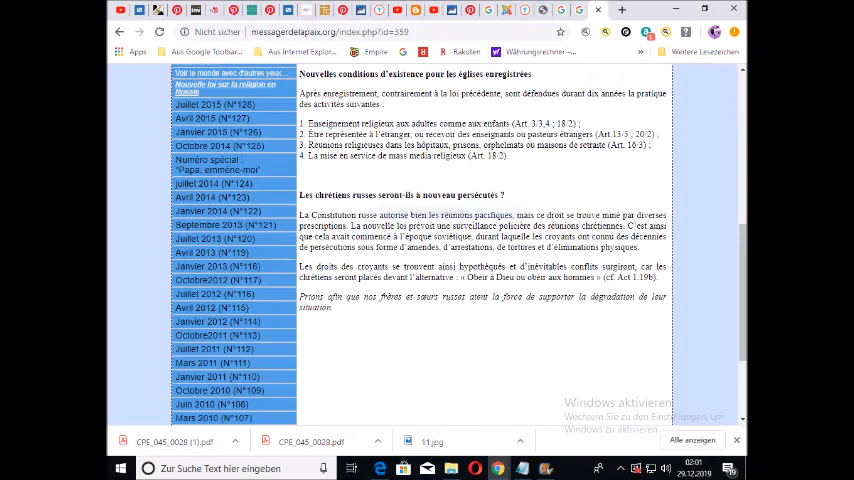 Nicht sicher | messagerdelapaix.org/index.php?id=359
Apps
Aus Google Toolbar...
Aus Internet Explor...
Empire
Rakuten
Währungsrechner -...
»
Weitere Lesezeichen
Voir le monde avec d'autres yeux...
Nouvelle loi sur la religion en
Russie
Juillet 2015 (N°128)
Avril 2015 (N°127)
Janvier 2015 (N°126)
Octobre 2014 (N°125)
Numéro spécial :
"Papa, emmène-moi"
juillet 2014 (N°124)
Avril 2014 (N°123)
Janvier 2014 (N°122)
Septembre 2013 (N°121)
Juillet 2013 (N°120)
Avril 2013 (N°119)
Janvier 2013 (N°118)
Octobre2012 (N°117)
Juillet 2012 (N°116)
Avril 2012 (N°115)
Janvier 2012 (N°114)
Octobre2011 (N°113)
Juillet 2011 (N°112)
Mars 2011 (N°111)
Janvier 2011 (N°110)
Octobre 2010 (N°109)
Juin 2010 (N°108)
Mars 2010 (N°107)
Nouvelles conditions d'existence pour les églises enregistrées
Après enregistrement, contrairement à la loi précédente, sont défendues durant dix années la pratique
des activités suivantes :
1. Enseignement religieux aux adultes comme aux enfants (Art. 3/3,4 ; 18/2) ;
2. Être représentée à l'étranger, ou recevoir des enseignants ou pasteurs étrangers (Art.13/5 ; 20/2) ;
3. Réunions religieuses dans les hôpitaux, prisons, orphelinats ou maisons de retraite (Art. 16/3) ;
4. La mise en service de mass media religieux (Art. 18/2).
Les chrétiens russes seront-ils à nouveau persécutés ?
La Constitution russe autorise bien les réunions pacifiques, mais ce droit se trouve miné par diverses
prescriptions. La nouvelle loi prévoit une surveillance policière des réunions chrétiennes. C'est ainsi
que cela avait commencé à l'époque soviétique, durant laquelle les croyants ont connu des décennies
de persécutions sous forme d'amendes, d'arrestations, de tortures et d'éliminations physiques.
Les droits des croyants se trouvent ainsi hypothéqués et d'inévitables conflits surgiront, car les
chrétiens seront placés devant l'alternative : « Obéir à Dieu ou obéir aux hommes » (cf. Act 1.19b).
Prions afin que nos frères et sœurs russes aient la force de supporter la dégradation de leur
situation.
Windows aktivieren
Wechseln Sie zu den Einstellungen, um
Windows zu aktivieren.
CPE_045_0028 (1).pdf
CPE_045_0028.pdf
11.jpg
Alle anzeigen
Zur Suche Text hier eingeben
02:01
29.12.2019
19